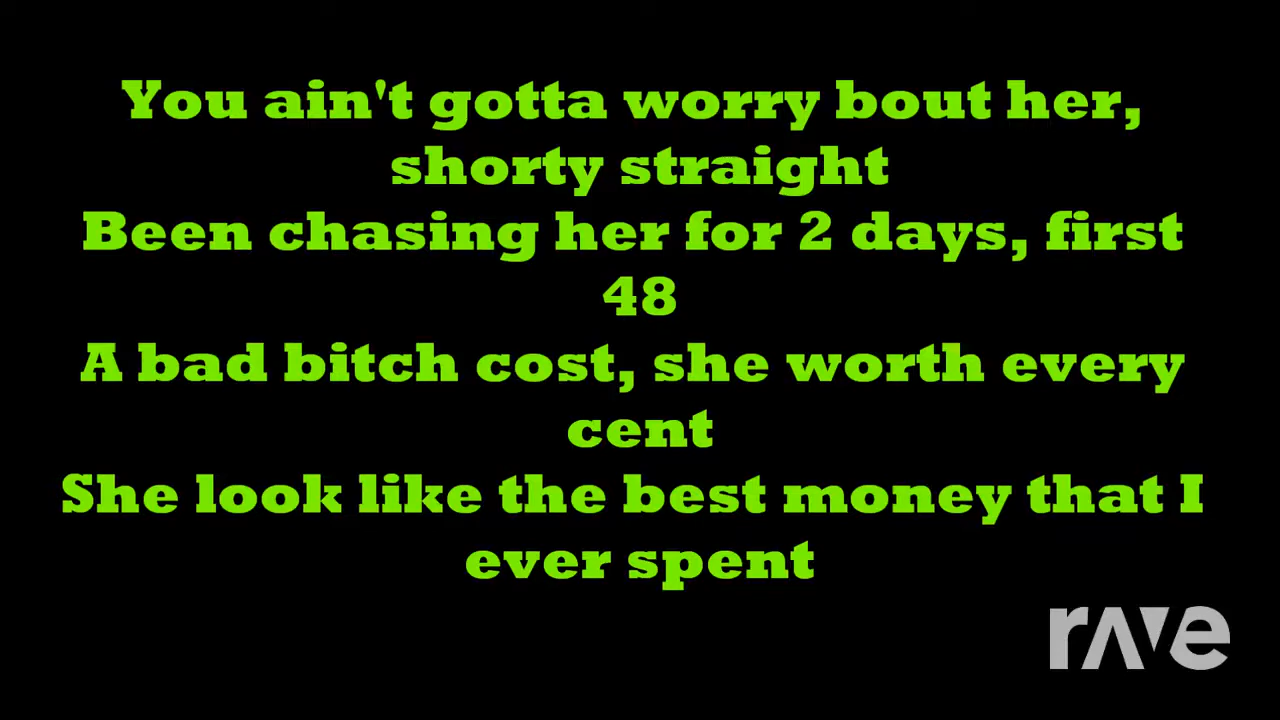 You ain't gotta worry bout her,
shorty straight
Been chasing her for 2 days, first
48
A bad bitch cost, she worth every
cent
She look like the best money that I
ever spent
rave